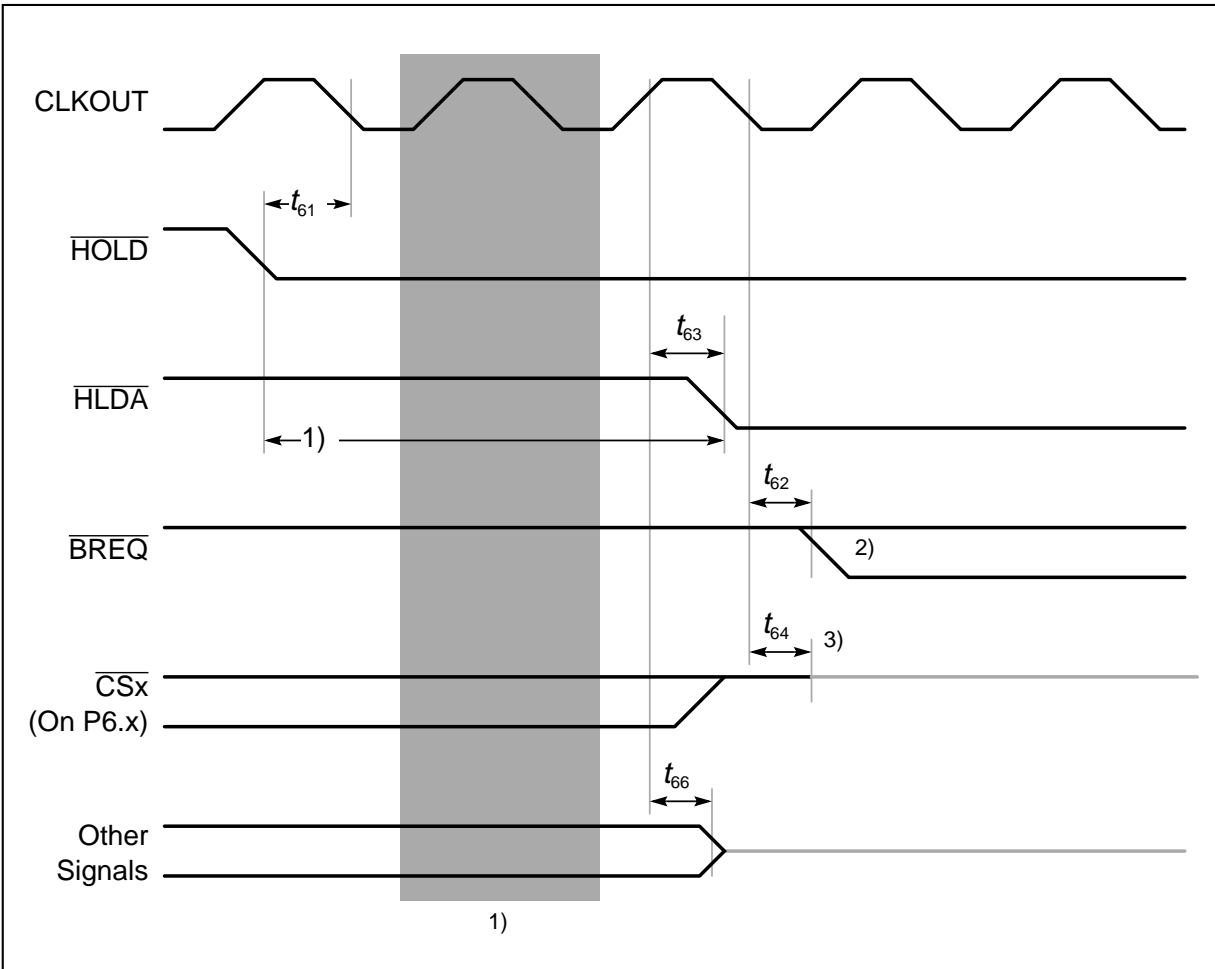 CLKOUT
t61
HOLD
t63
HLDA
1)
t62
BREQ
2)
t64
3)
CSx
(On P6.x)
t66
Other
Signals
1)